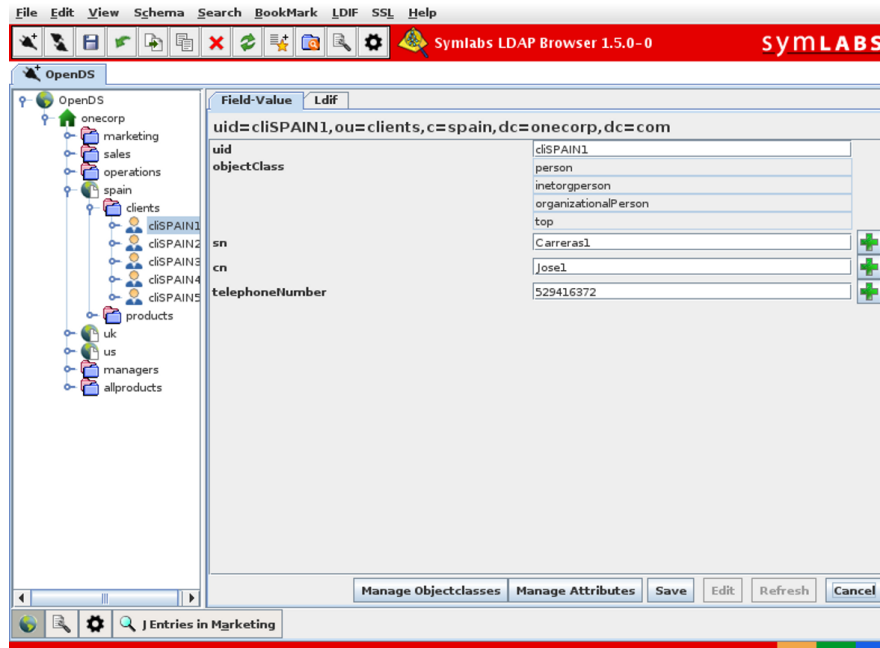 File Edit View Schema Search BookMark LDIF SSL Help
Symlabs LDAP Browser 1.5.0-0
symLABS
OpenDS
OpenDS
onecorp
marketing
sales
operations
spain
clients
cliSPAIN1
cliSPAIN2
cliSPAIN3
cliSPAIN4
cliSPAIN5
products
uk
us
managers
allproducts
Field-Value Ldif
uid=cliSPAIN1,ou=clients,c=spain,dc=onecorp,dc=com
uid cliSPAIN1
objectClass person
inetorgperson
organizationalPerson
top
sn Carreras1
cn Jose1
telephoneNumber 529416372
Manage Objectclasses Manage Attributes Save Edit Refresh Cancel
J Entries in Marketing